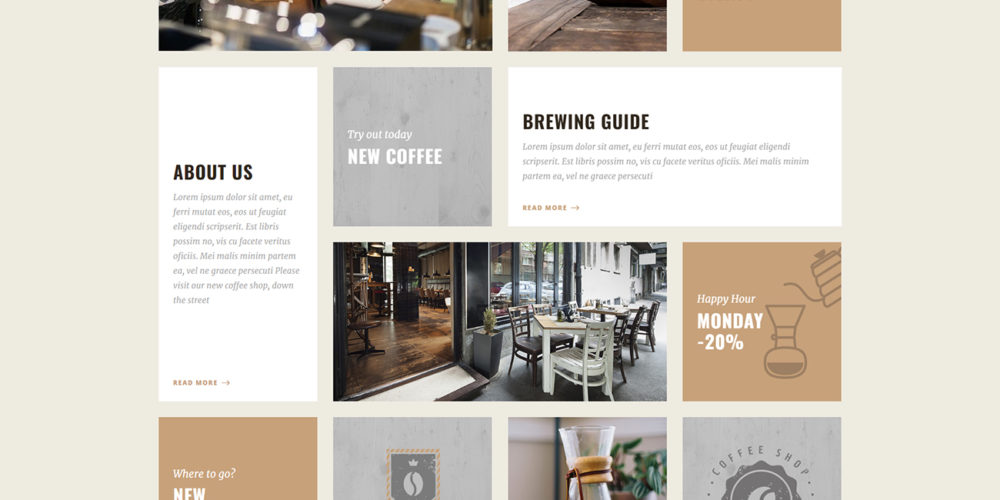 ABOUT US
Lorem ipsum dolor sit amet, eu
ferri mutat eos, eos ut feugiat
eligendi scripserit. Est libris
possim no, vis cu facete veritus
oficiis. Mei malis minim partem
ea, vel ne graece persecuti Please
visit our new coffee shop, down
the street
READ MORE
Try out today
NEW COFFEE
BREWING GUIDE
Lorem ipsum dolor sit amet, eu ferri mutat eos, eos ut feugiat eligendi
scripserit. Est libris possim no, vis cu facete veritus oficiis. Mei malis minim
partem ea, vel ne graece persecuti
READ MORE
Happy Hour
MONDAY
-20%
Where to go?
NEW
COFFEE SHOP